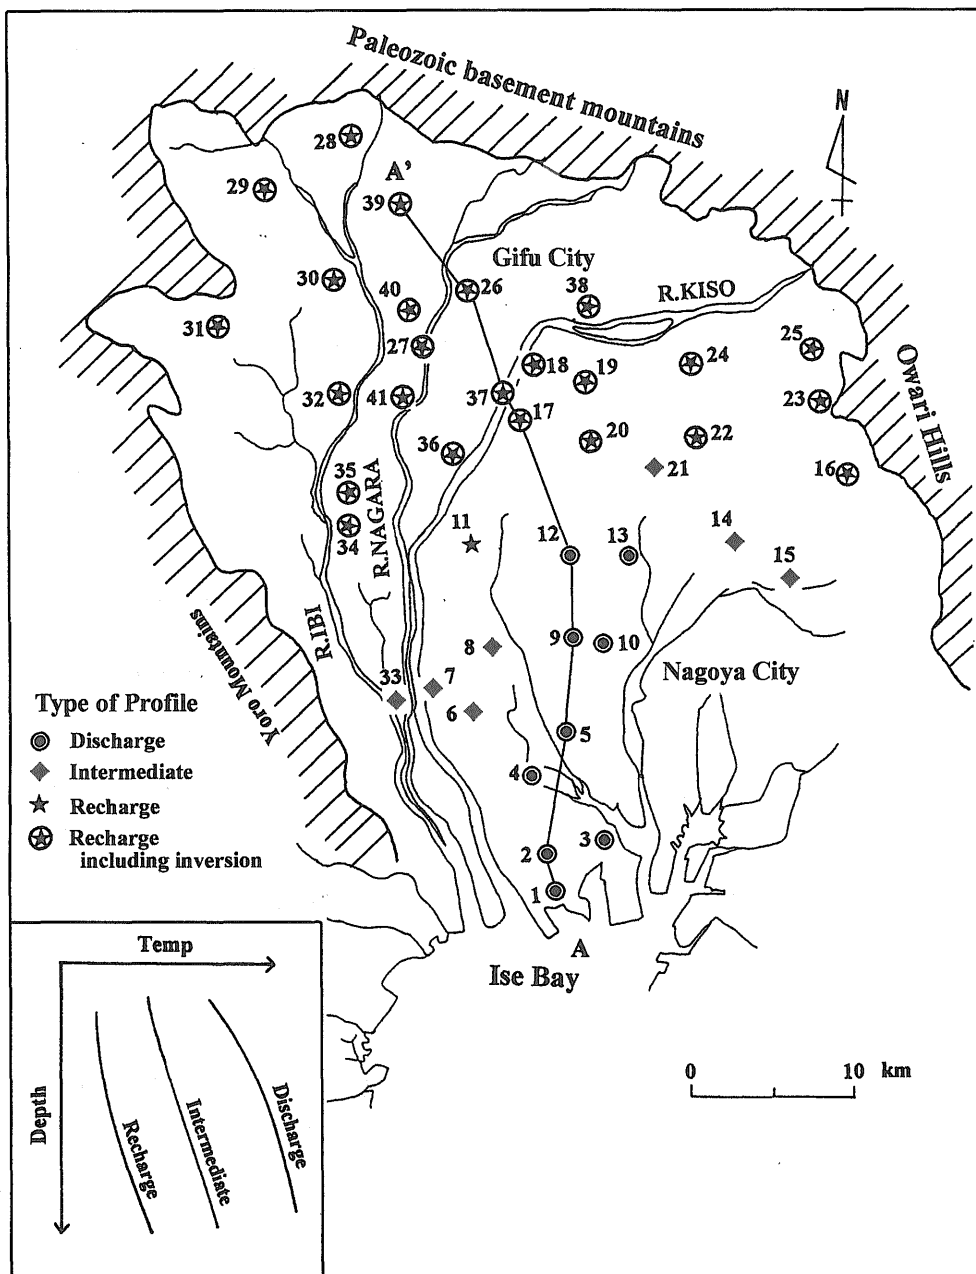 Paleozoic basement mountains
N
28
A'
29
39
Gifu City
30
26
38
R.KISO
40
31
27
25
18
19
24
32
41
37
23
17
36
20
22
Owari Hills
21
16
35
R.NAGARA
34
11
14
12
13
15
R.IBI
9
10
8
Yoro Mountains
Nagoya City
33
7
6
Type of Profile
5
Discharge
4
Intermediate
Recharge
3
Recharge
including inversion
2
1
A
Temp
Ise Bay
0
10
km
Depth
Recharge
Intermediate
Discharge